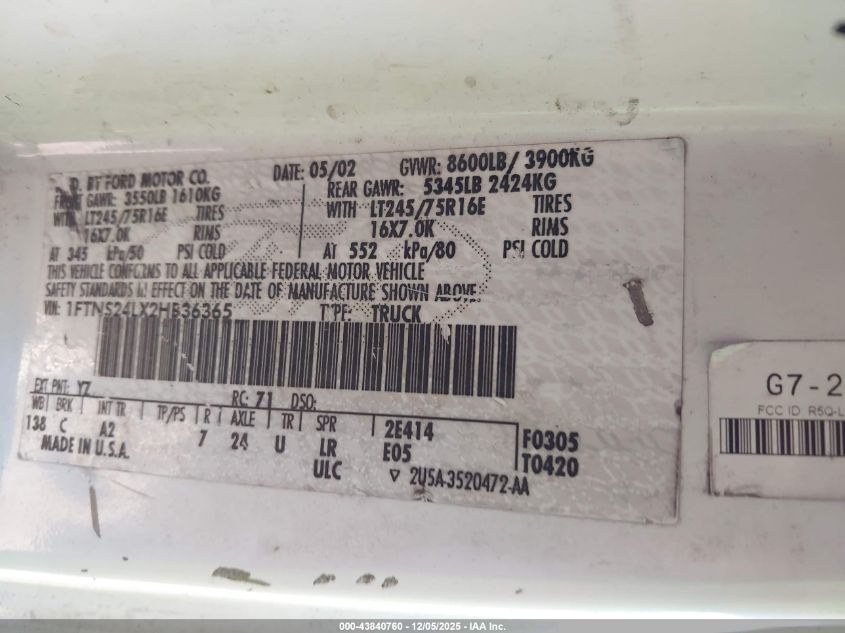 BY FORD MOTOR CO. DATE: 05/02 GVWR: 8600LB/ 3900KG
FRONT GAWR: 3550LB 1610KG REAR GAWR: 5345LB 2424KG
WITH LT245/75R16E TIRES WITH LT245/75R16E TIRES
16X7.0K RIMS 16X7.0K RIMS
AT 345 kPa/50 PSI COLD AT 552 kPa/80 PSI COLD
THIS VEHICLE CONFORMS TO ALL APPLICABLE FEDERAL MOTOR VEHICLE
SAFETY STANDARDS IN EFFECT ON THE DATE OF MANUFACTURE SHOWN ABOVE.
VIN: 1FTNS24LX2HB36365 TYPE: TRUCK
EXT PNT: YZ RC: 71 DSO:
WB BRK INT TR TP/PS R AXLE TR SPR
138 C A2 7 24 U LR 2E414 F0305
MADE IN U.S.A. ULC E05 T0420
▽ 2U5A-3520472-AA
G7-2
FCC ID R5Q-L
000-43840760 - 12/05/2025 - IAA Inc.